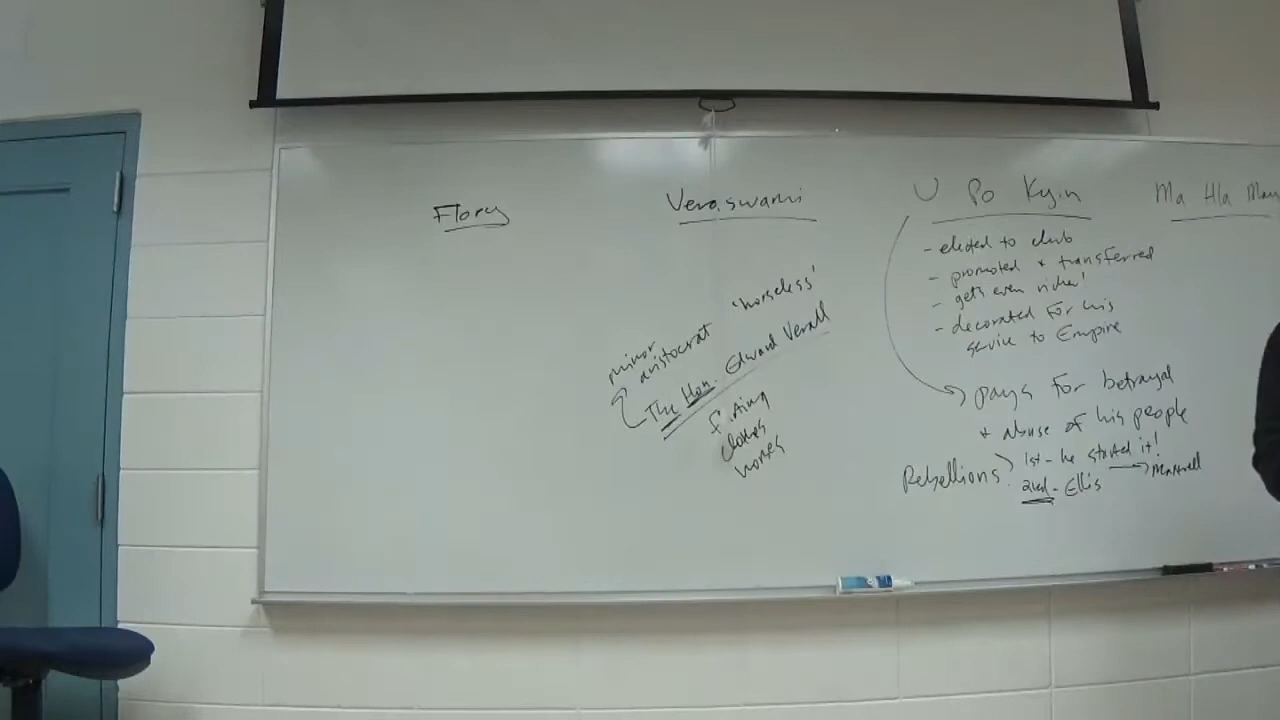 Flory
Veraswami
U Po Kyin
Ma Hla May
- elected to club
- promoted + transferred
- gets even richer!
- decorated for his
service to Empire
pays for betrayal
+ abuse of his people
Rebellions
1st - he started it!
2nd - Ellis → Maxwell
minor
aristocrat
'horseless'
The Hon. Edward Verall
clothes
horses